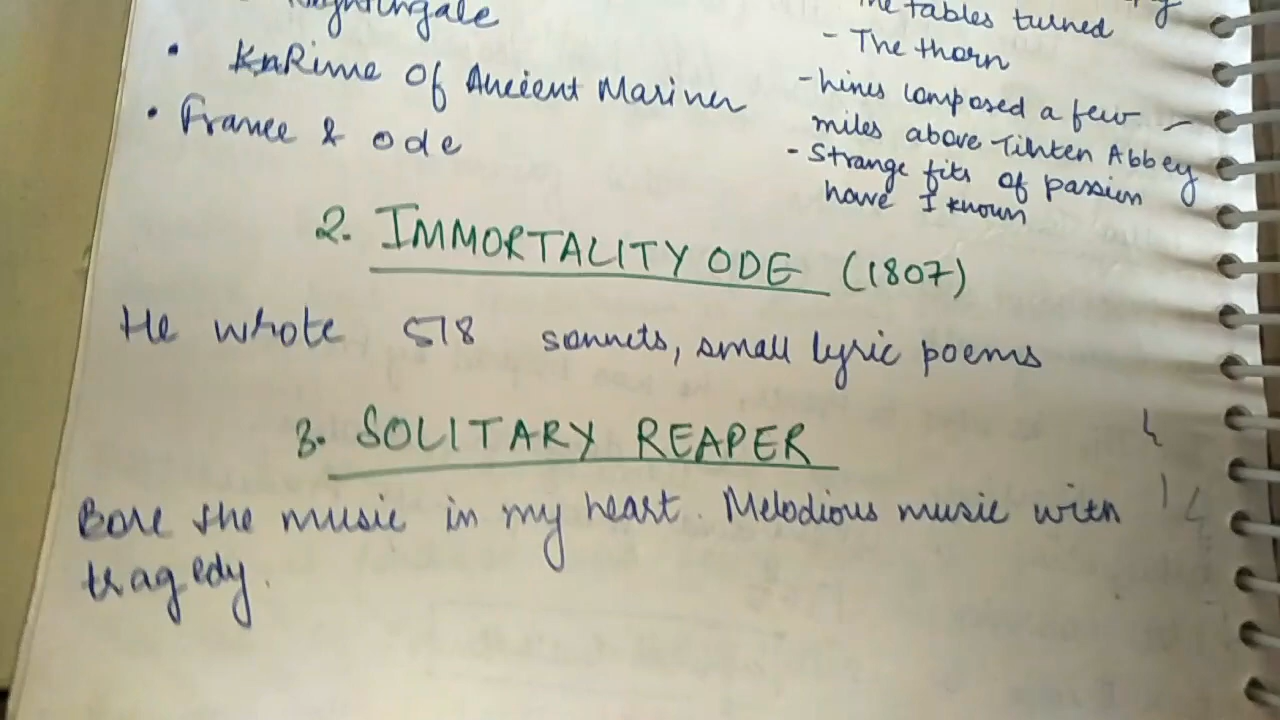 Nightingale
• Rime Of Ancient Mariner
• France & ode
The tables turned
- The thorn
- Lines composed a few
miles above Tihten Abbey
- Strange fits of passion
have I known
2. IMMORTALITY ODE (1807)
He wrote 518 sonnets, small lyric poems
3. SOLITARY REAPER
Bore the music in my heart. Melodious music with
tragedy.